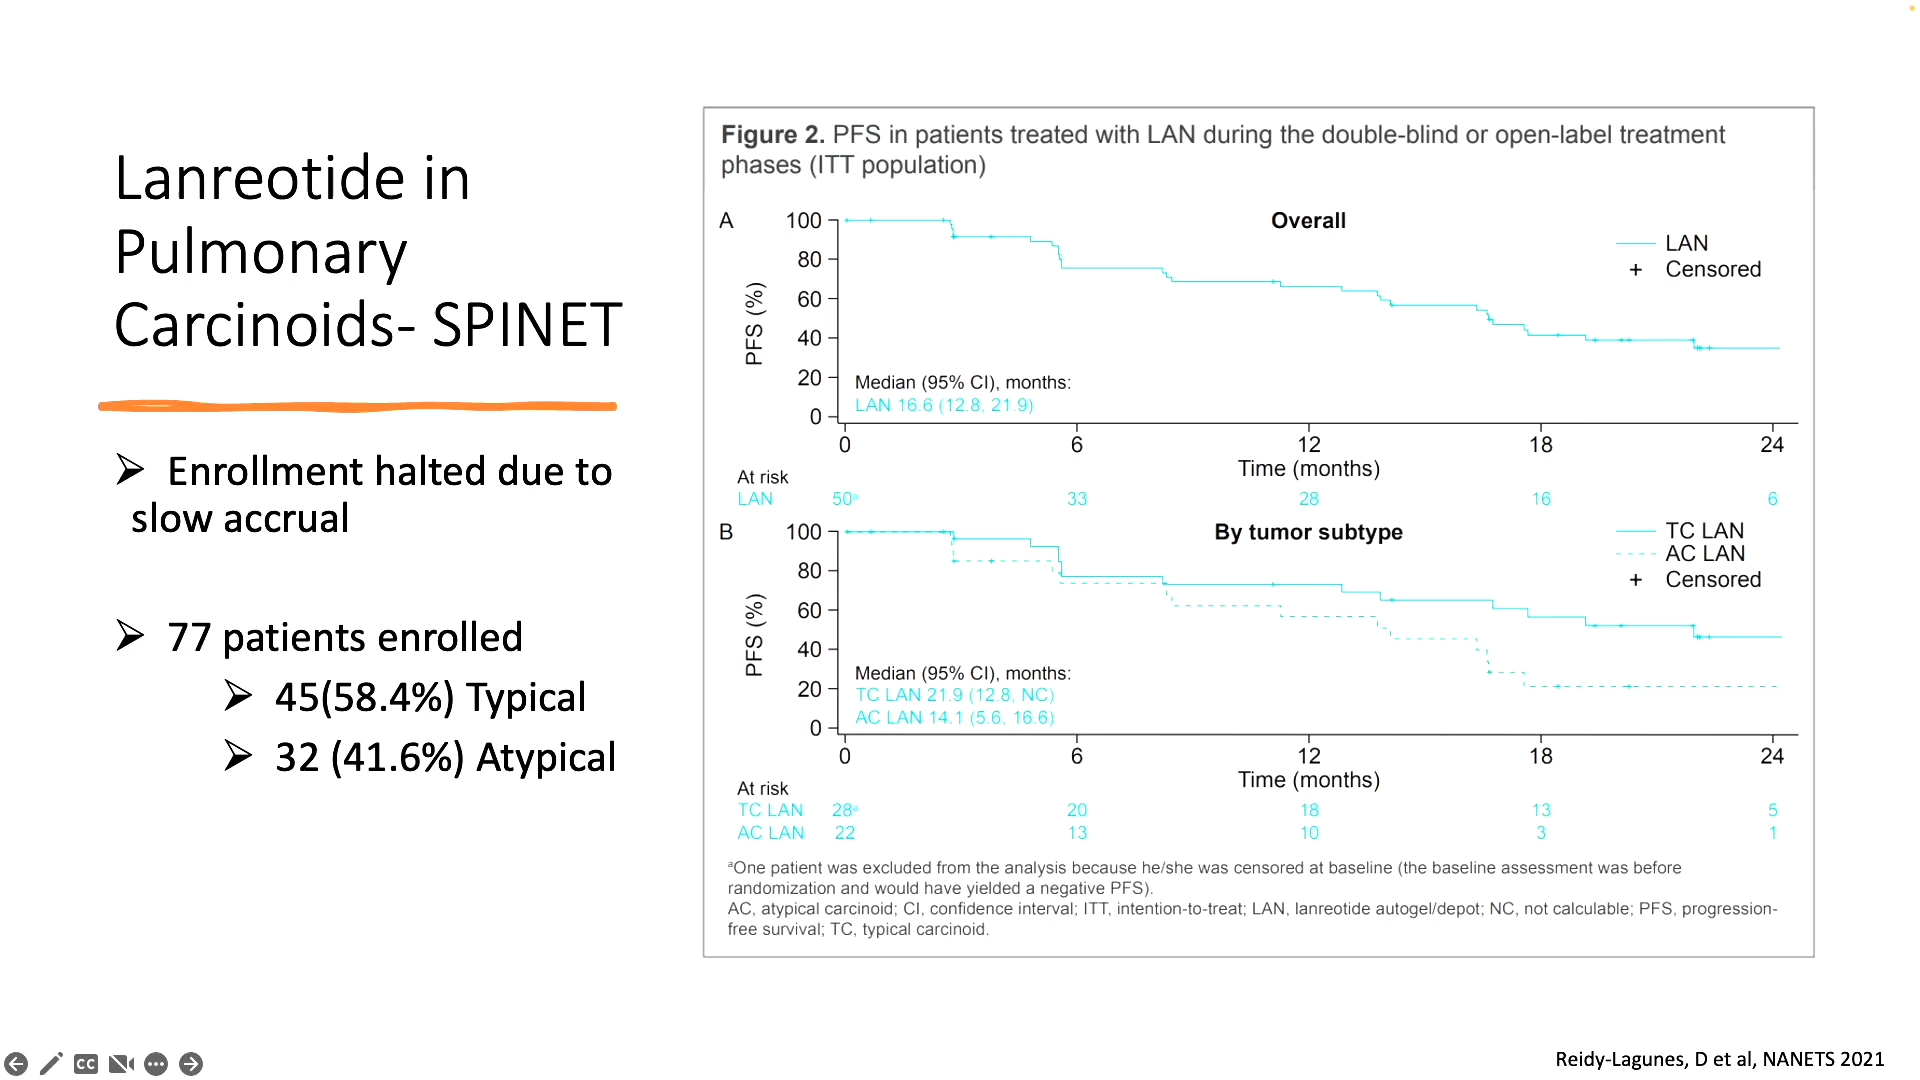 Lanreotide in
Pulmonary
Carcinoids- SPINET
➢ Enrollment halted due to
slow accrual
➢ 77 patients enrolled
➢ 45(58.4%) Typical
➢ 32 (41.6%) Atypical
Figure 2. PFS in patients treated with LAN during the double-blind or open-label treatment
phases (ITT population)
A
Overall
100
80
60
40
20
0
PFS (%)
LAN
+ Censored
Median (95% CI), months:
LAN 16.6 (12.8, 21.9)
0 6 12 18 24
Time (months)
At risk
LAN 50ª 33 28 16 6
B
By tumor subtype
100
80
60
40
20
0
PFS (%)
TC LAN
AC LAN
+ Censored
Median (95% CI), months:
TC LAN 21.9 (12.8, NC)
AC LAN 14.1 (5.6, 16.6)
0 6 12 18 24
Time (months)
At risk
TC LAN 28ª 20 18 13 5
AC LAN 22 13 10 3 1
ªOne patient was excluded from the analysis because he/she was censored at baseline (the baseline assessment was before
randomization and would have yielded a negative PFS).
AC, atypical carcinoid; CI, confidence interval; ITT, intention-to-treat; LAN, lanreotide autogel/depot; NC, not calculable; PFS, progression-
free survival; TC, typical carcinoid.
CC
Reidy-Lagunes, D et al, NANETS 2021